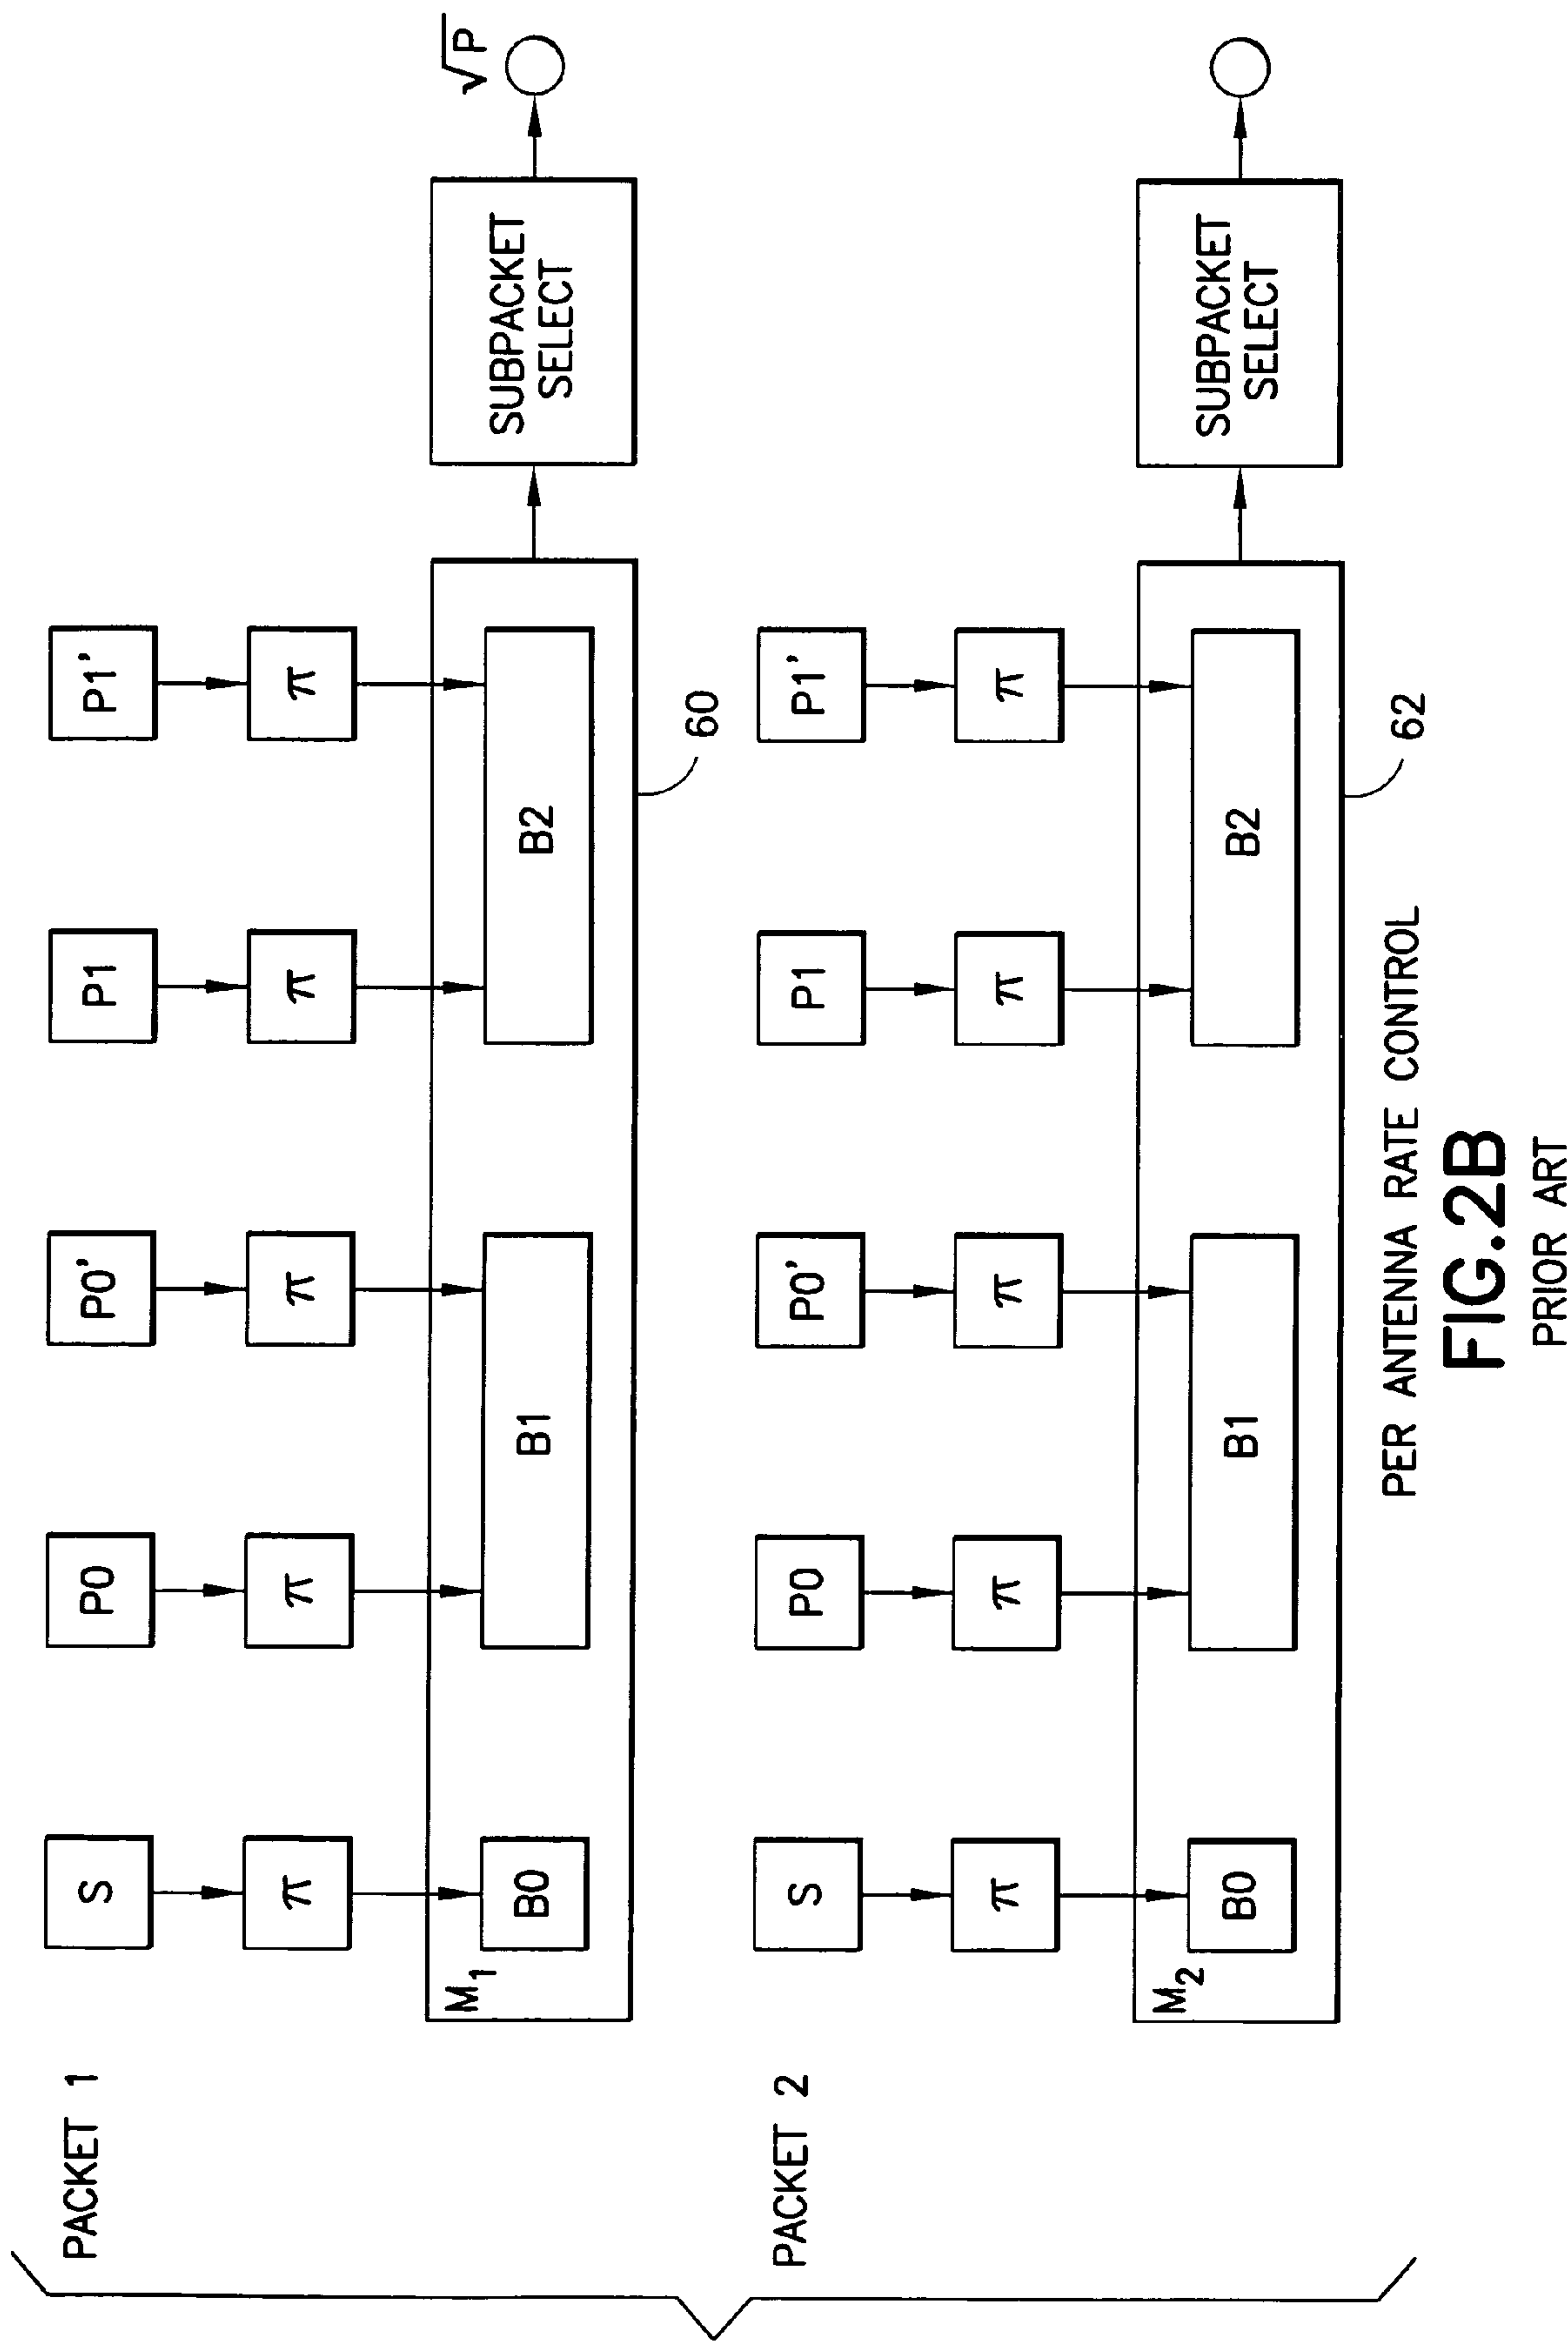 PACKET 1
S
P0
P0'
P1
P1'
π
π
π
π
π
M1
B0
B1
B2
SUBPACKET
SELECT
√P
60
PACKET 2
S
P0
P0'
P1
P1'
π
π
π
π
π
M2
B0
B1
B2
SUBPACKET
SELECT
62
PER ANTENNA RATE CONTROL
FIG.2B
PRIOR ART